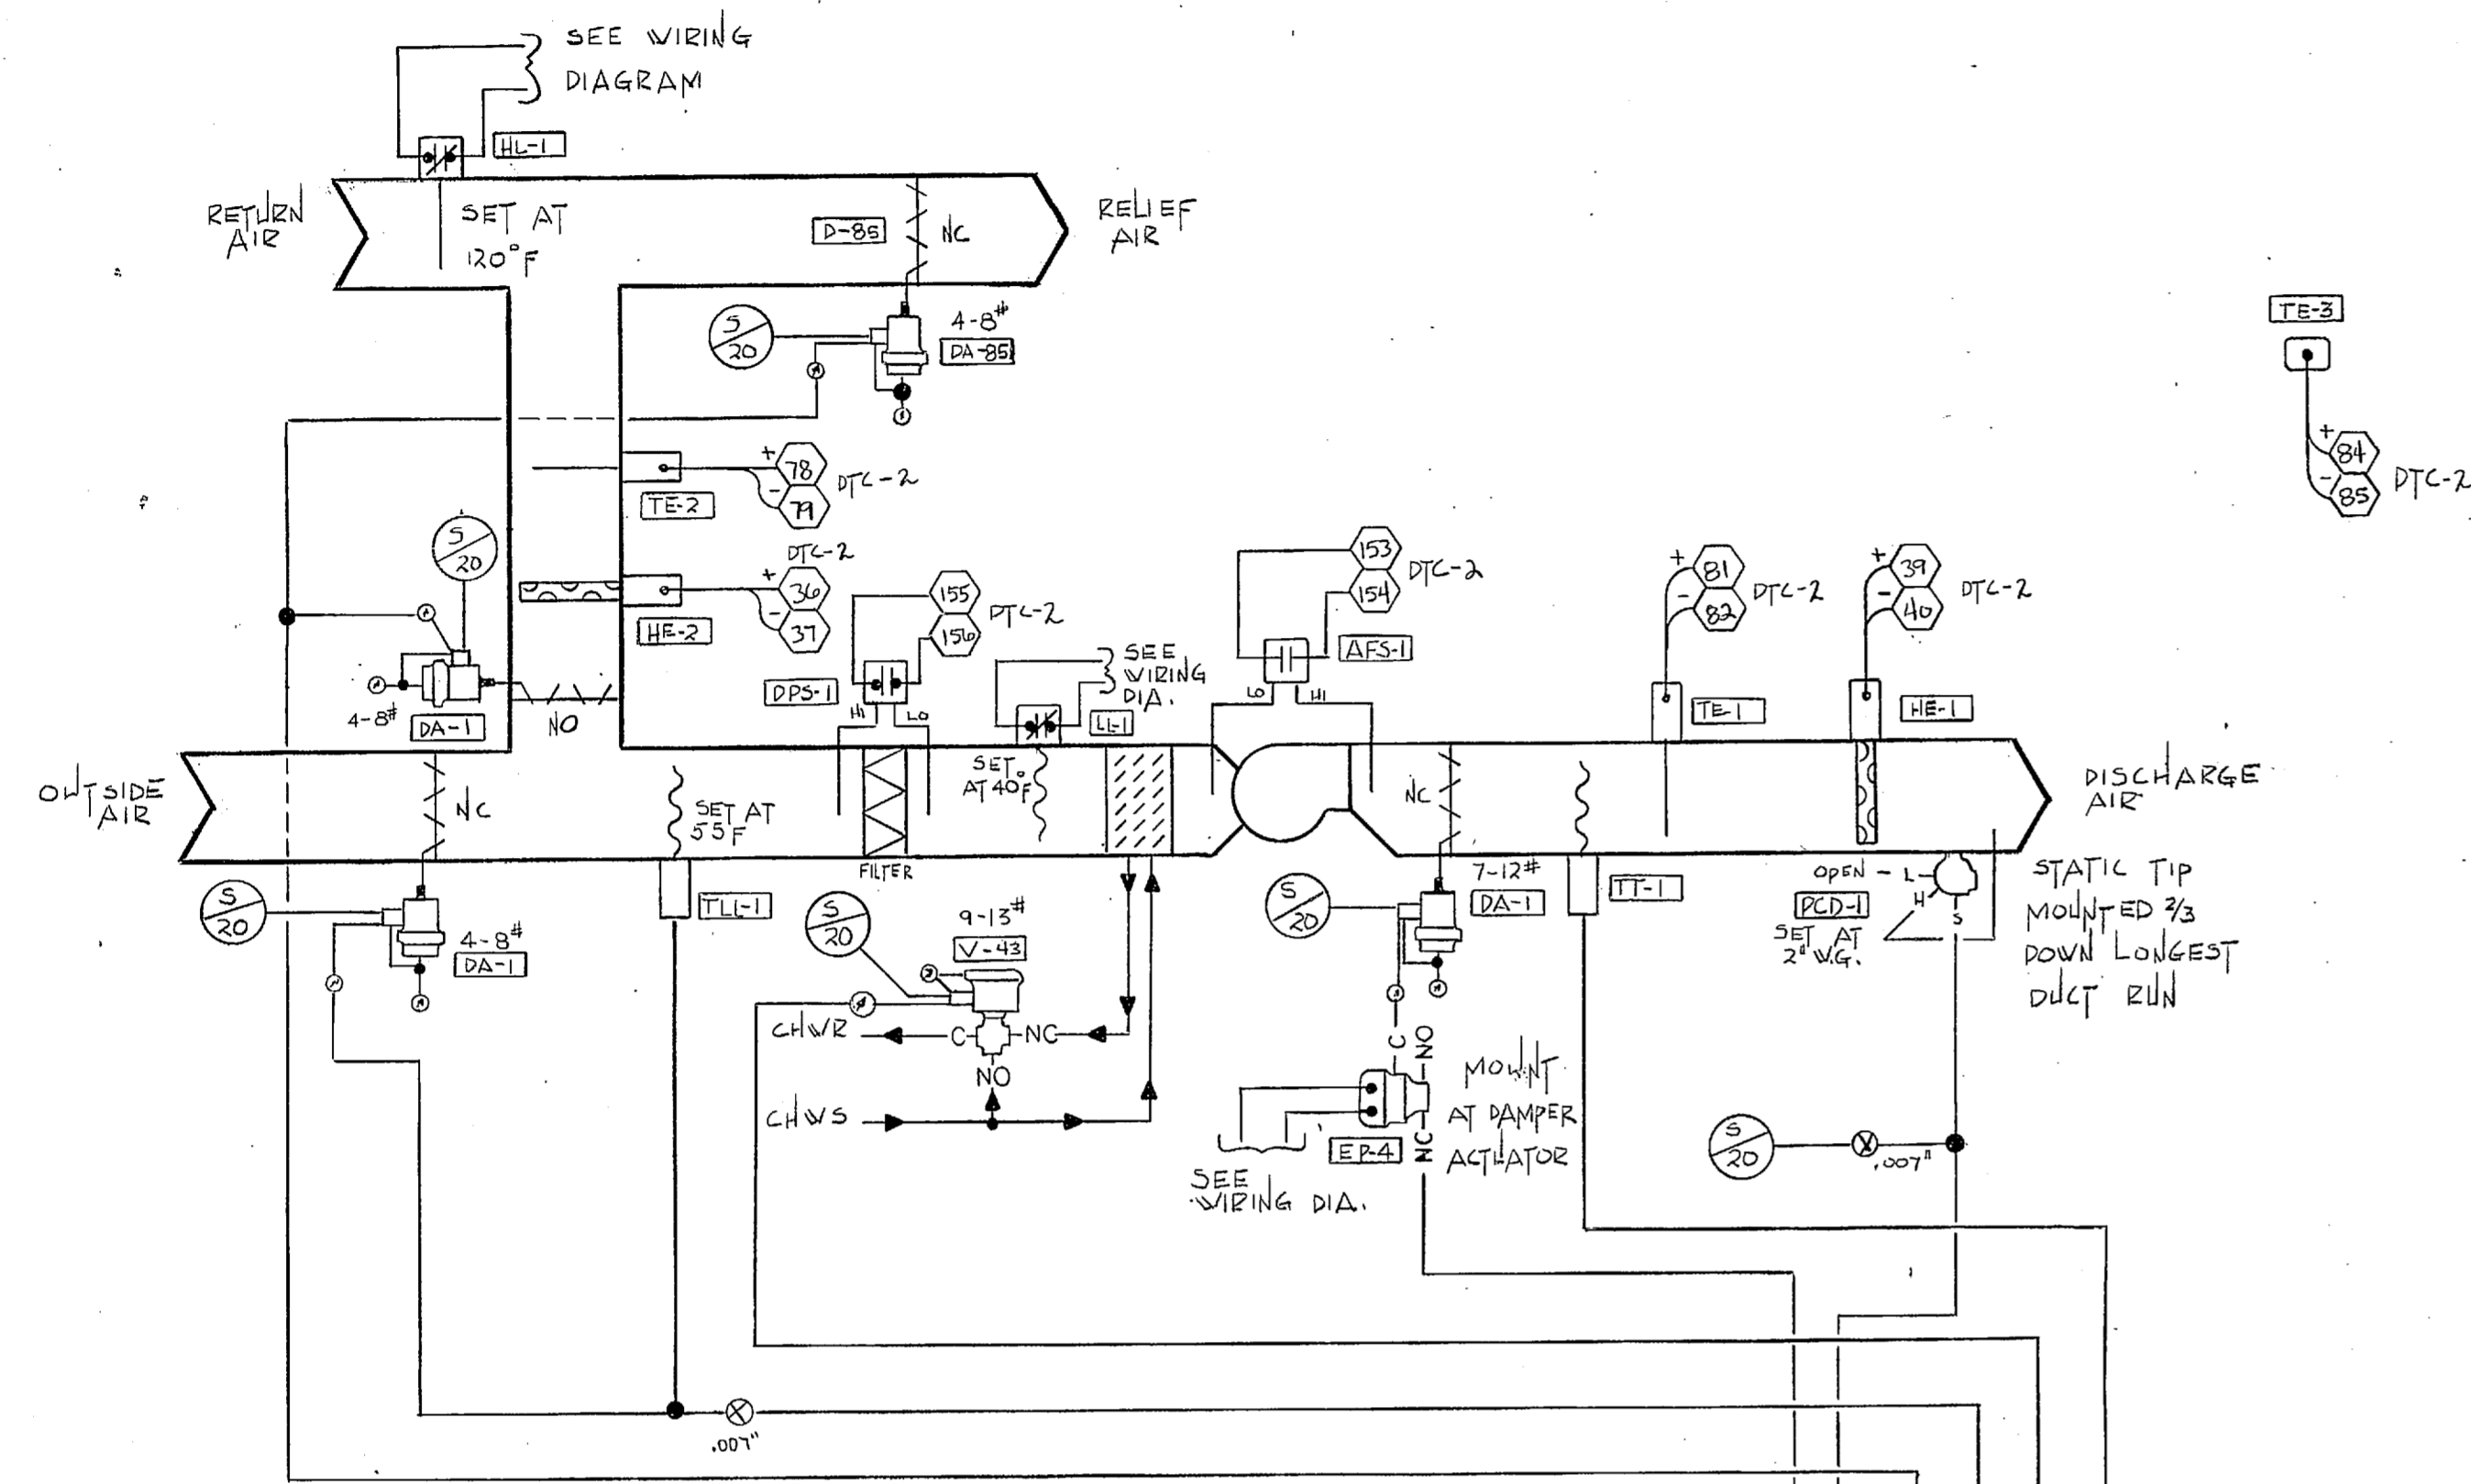 SEE WIRING
DIAGRAM
HL-1
RETURN
AIR
SET AT
120°F
D-85
NC
RELIEF
AIR
S
20
4-8#
DA-85
TE-3
+
84
-
85
DTC-2
+
78
-
79
DTC-2
TE-2
S
20
DTC-2
+
36
-
37
HE-2
155
156
DTC-2
DPS-1
HI
LO
SEE
WIRING
DIA.
LL-1
153
154
DTC-2
AFS-1
LO
HI
+
81
-
82
DTC-2
TE-1
+
39
-
40
DTC-2
HE-1
4-8#
DA-1
NO
OUTSIDE
AIR
NC
SET AT
55F
FILTER
SET
AT 40°F
NC
DISCHARGE
AIR
S
20
4-8#
DA-1
TLL-1
S
20
9-13#
V-43
CHWR
C
NC
NO
CHWS
S
20
7-12#
DA-1
TT-1
OPEN - L
H
S
PCD-1
SET AT
2" W.G.
STATIC TIP
MOUNTED 2/3
DOWN LONGEST
DUCT RUN
C
NO
NC
EP-4
MOUNT
AT DAMPER
ACTUATOR
SEE
WIRING DIA.
S
20
.007"
.007"